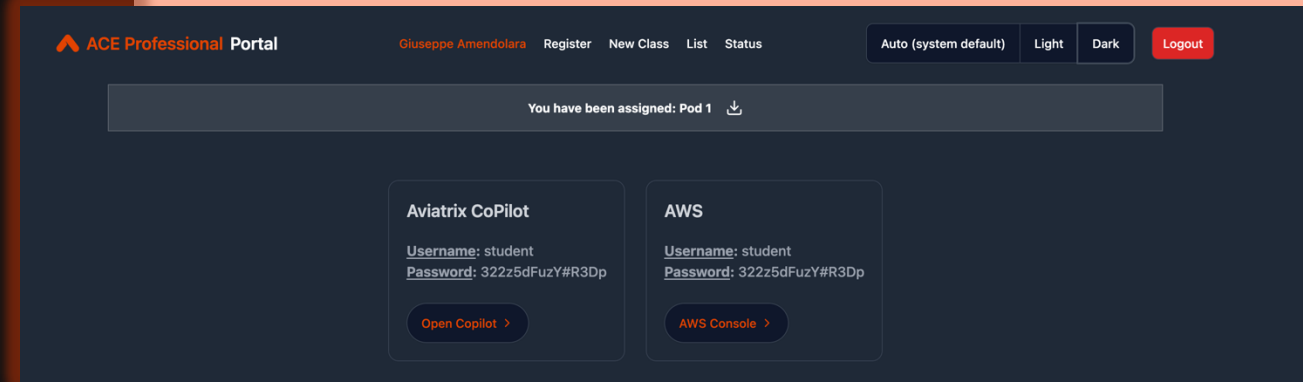 ACE Professional Portal
Giuseppe Amendolara Register New Class List Status
Auto (system default) Light Dark
Logout
You have been assigned: Pod 1
Aviatrix CoPilot
Username: student
Password: 322z5dFuzY#R3Dp
Open Copilot >
AWS
Username: student
Password: 322z5dFuzY#R3Dp
AWS Console >